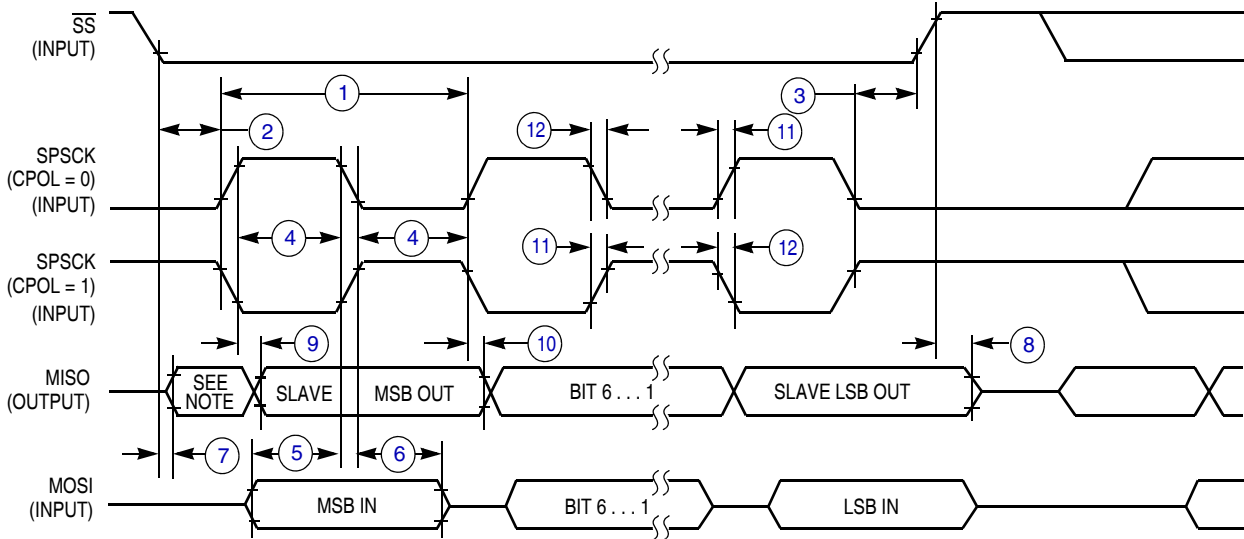 SS
(INPUT)
1
3
2
12
11
SPSCK
(CPOL = 0)
(INPUT)
4
4
11
12
SPSCK
(CPOL = 1)
(INPUT)
9
10
8
MISO
(OUTPUT)
SEE
NOTE
SLAVE
MSB OUT
BIT 6 . . . 1
SLAVE LSB OUT
7
5
6
MOSI
(INPUT)
MSB IN
BIT 6 . . . 1
LSB IN